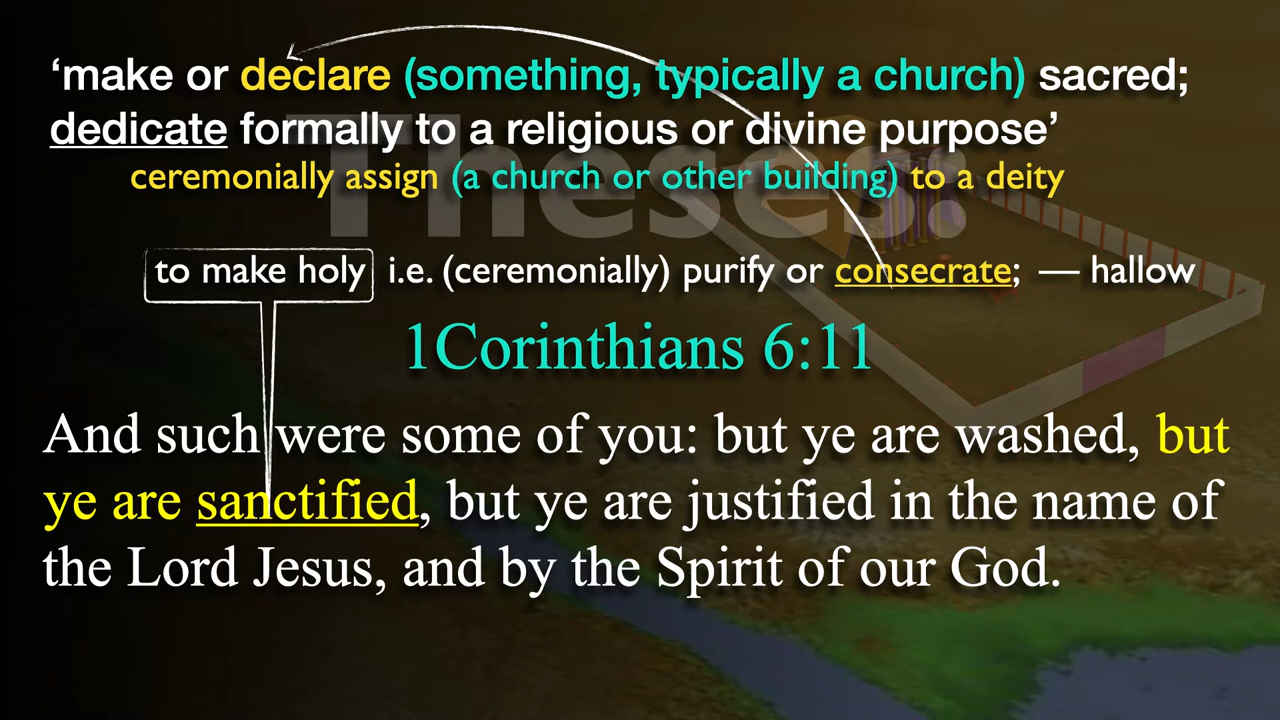 ‘make or declare (something, typically a church) sacred;
dedicate formally to a religious or divine purpose’
Theses:
ceremonially assign (a church or other building) to a deity
to make holy i.e. (ceremonially) purify or consecrate; — hallow
1Corinthians 6:11
And such were some of you: but ye are washed, but
ye are sanctified, but ye are justified in the name of
the Lord Jesus, and by the Spirit of our God.